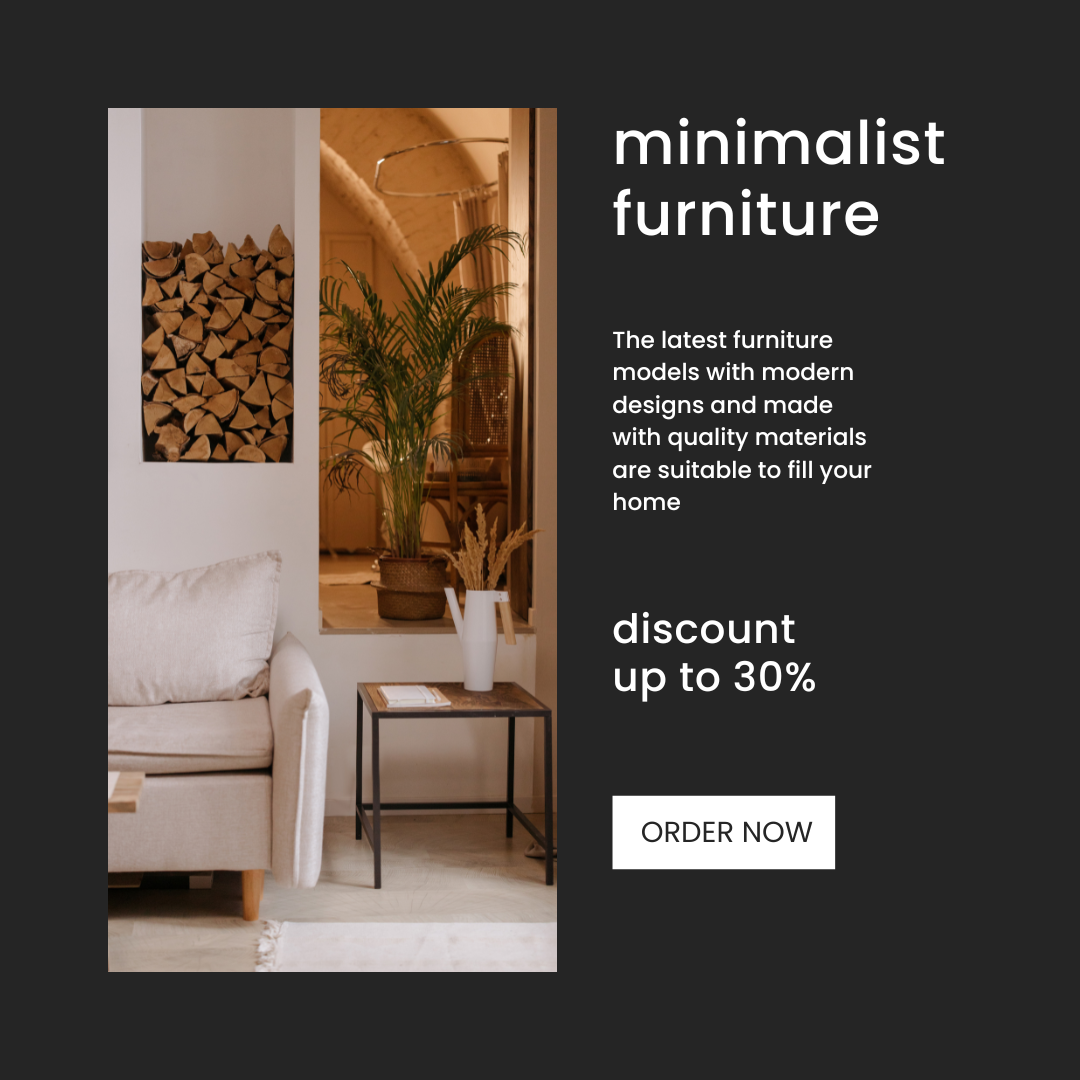 minimalist
furniture
The latest furniture
models with modern
designs and made
with quality materials
are suitable to fill your
home
discount
up to 30%
ORDER NOW